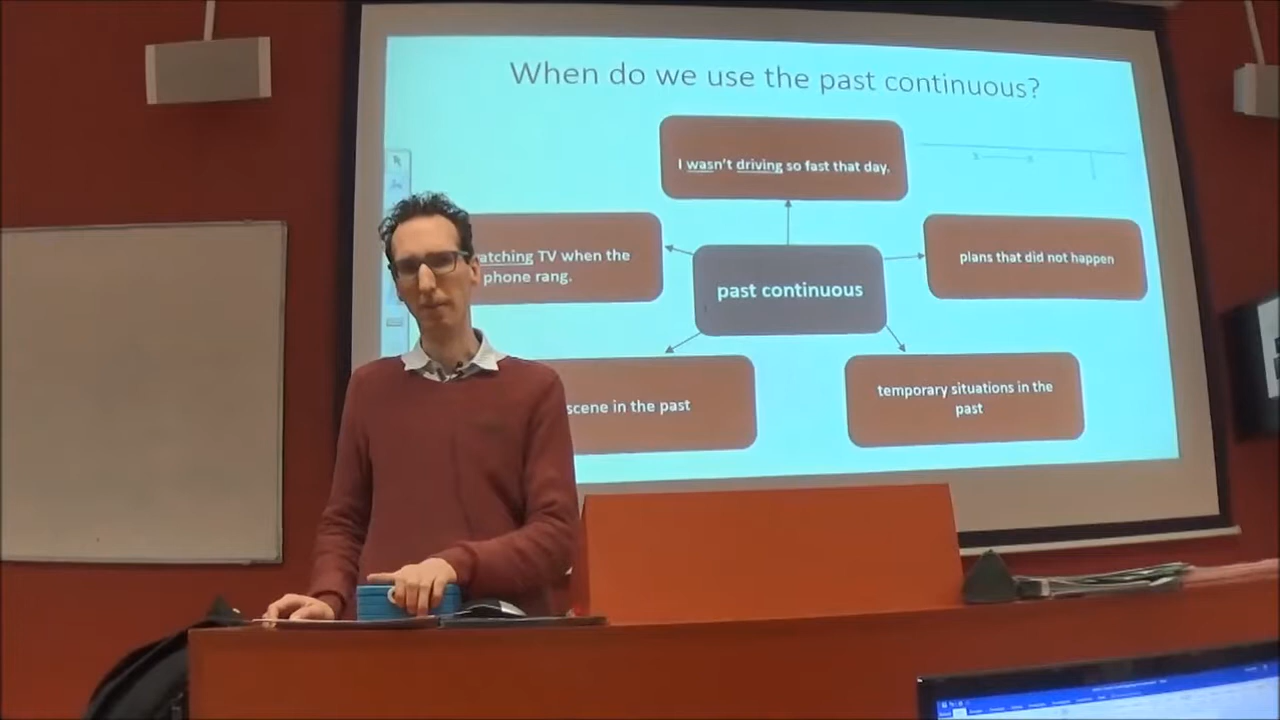 When do we use the past continuous?
I wasn't driving so fast that day.
atching TV when the
phone rang.
plans that did not happen
past continuous
scene in the past
temporary situations in the
past